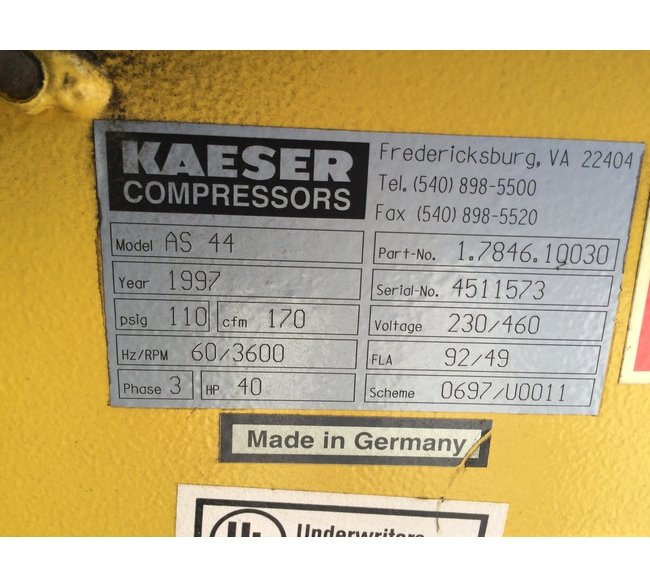 KAESER
COMPRESSORS
Fredericksburg, VA 22404
Tel. (540) 898-5500
Fax (540) 898-5520
Model AS 44
Part-No. 1.7846.10030
Year 1997
Serial-No. 4511573
psig 110 cfm 170
Voltage 230/460
Hz/RPM 60/3600
FLA 92/49
Phase 3 HP 40
Scheme 0697/U0011
Made in Germany
UL Underwriters